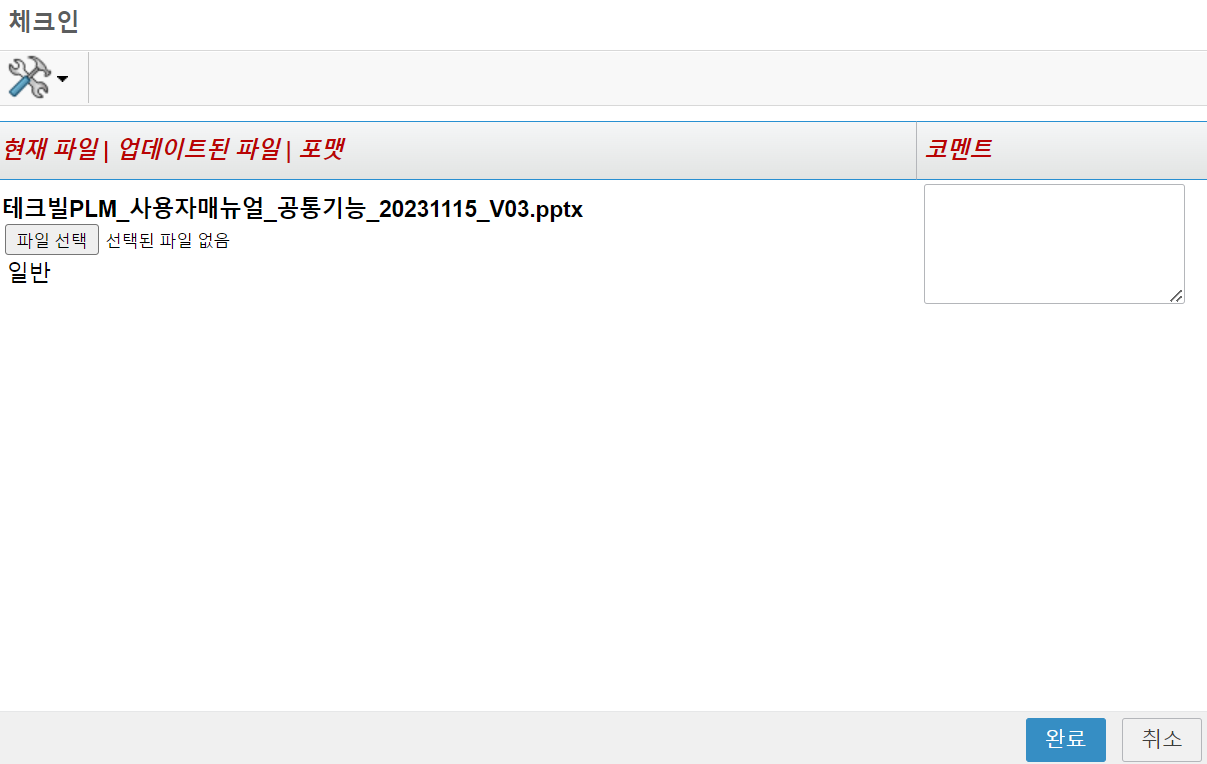 체크인
현재 파일 | 업데이트된 파일 | 포맷
코멘트
테크빌PLM_사용자매뉴얼_공통기능_20231115_V03.pptx
파일 선택 선택된 파일 없음
일반
완료 취소